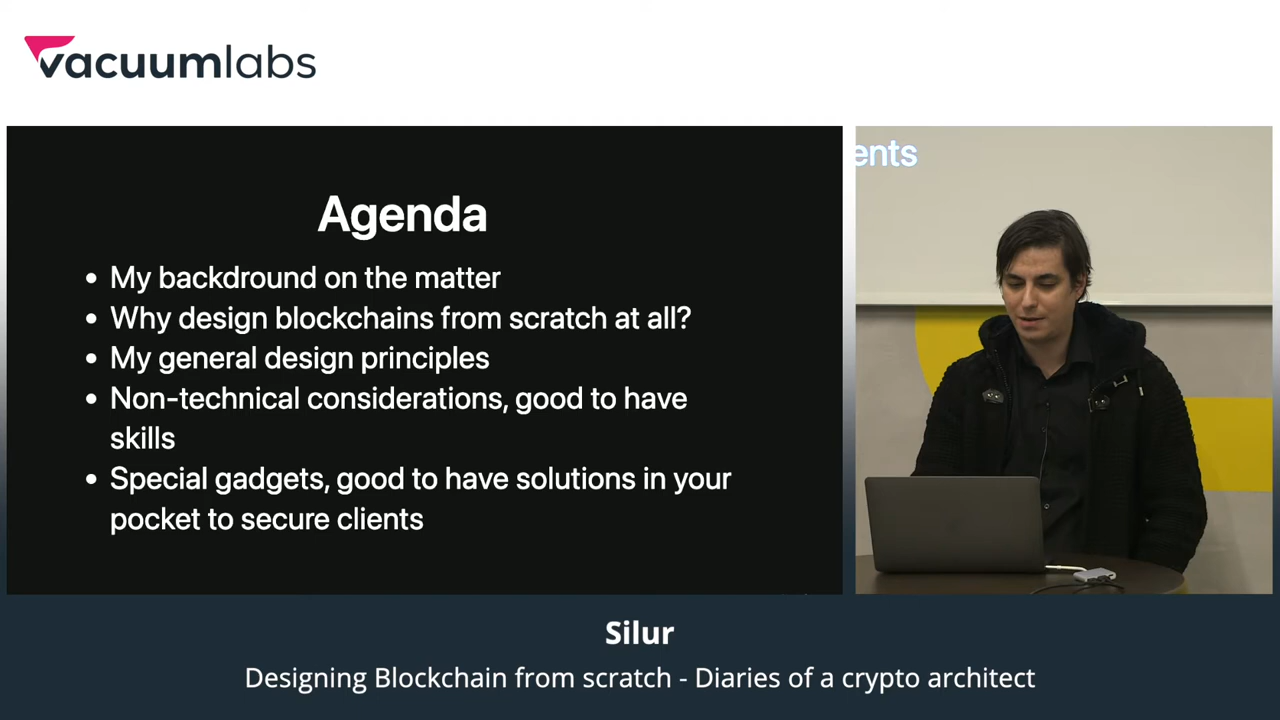 vacuumlabs
Agenda
• My backdround on the matter
• Why design blockchains from scratch at all?
• My general design principles
• Non-technical considerations, good to have
skills
• Special gadgets, good to have solutions in your
pocket to secure clients
ents
Silur
Designing Blockchain from scratch - Diaries of a crypto architect